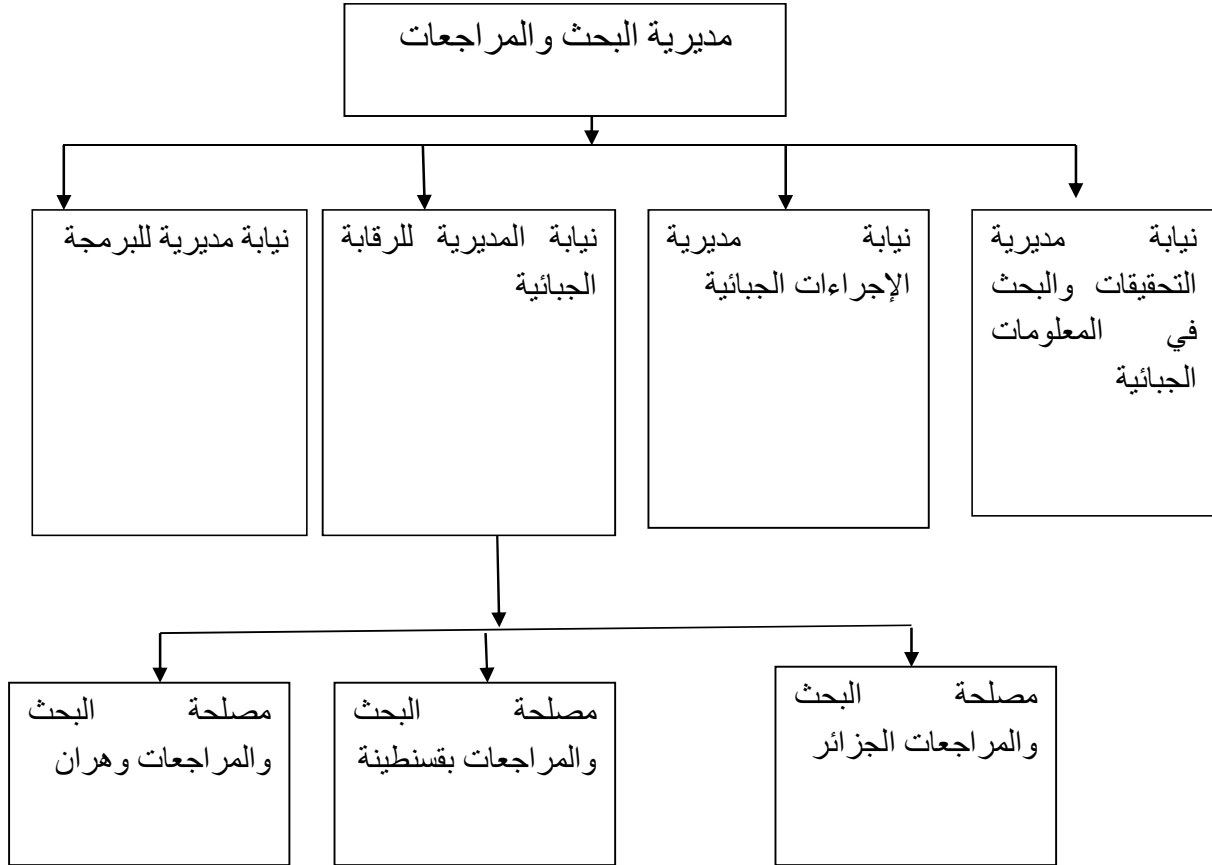 مديرية البحث والمراجعات
نيابة مديرية
التحقيقات والبحث
في المعلومات
الجبائية
نيابة مديرية
الإجراءات الجبائية
نيابة المديرية للرقابة
الجبائية
نيابة مديرية للبرمجة
مصلحة البحث
والمراجعات الجزائر
مصلحة البحث
والمراجعات بقسنطينة
مصلحة البحث
والمراجعات وهران